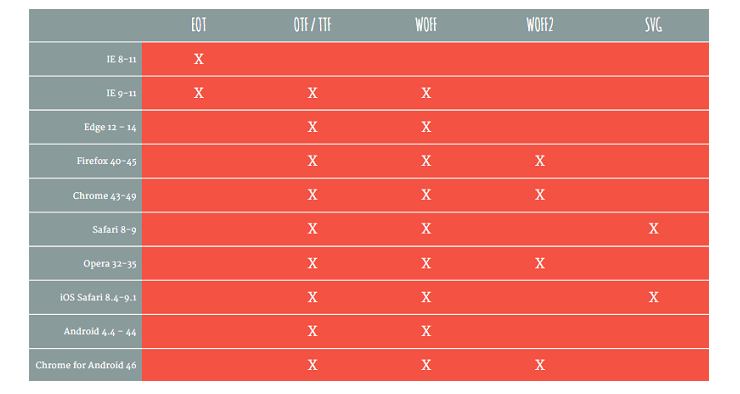 EOT OTF / TTF WOFF WOFF2 SVG
IE 8-11 X
IE 9-11 X X X
Edge 12 - 14 X X
Firefox 40-45 X X X
Chrome 43-49 X X X
Safari 8-9 X X X
Opera 32-35 X X X
iOS Safari 8.4-9.1 X X X
Android 4.4 - 44 X X
Chrome for Android 46 X X X